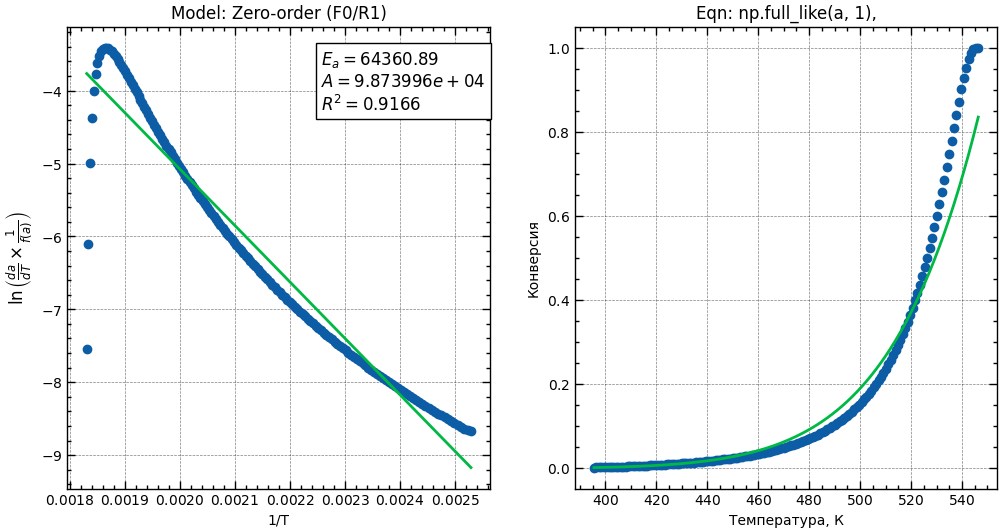 Model: Zero-order (F0/R1)
E_a = 64360.89
A = 9.873996e + 04
R^2 = 0.9166
ln(da/dT × 1/f(a))
−4
−5
−6
−7
−8
−9
0.0018 0.0019 0.0020 0.0021 0.0022 0.0023 0.0024 0.0025
1/T
Eqn: np.full_like(a, 1),
Конверсия
1.0
0.8
0.6
0.4
0.2
0.0
400 420 440 460 480 500 520 540
Температура, К